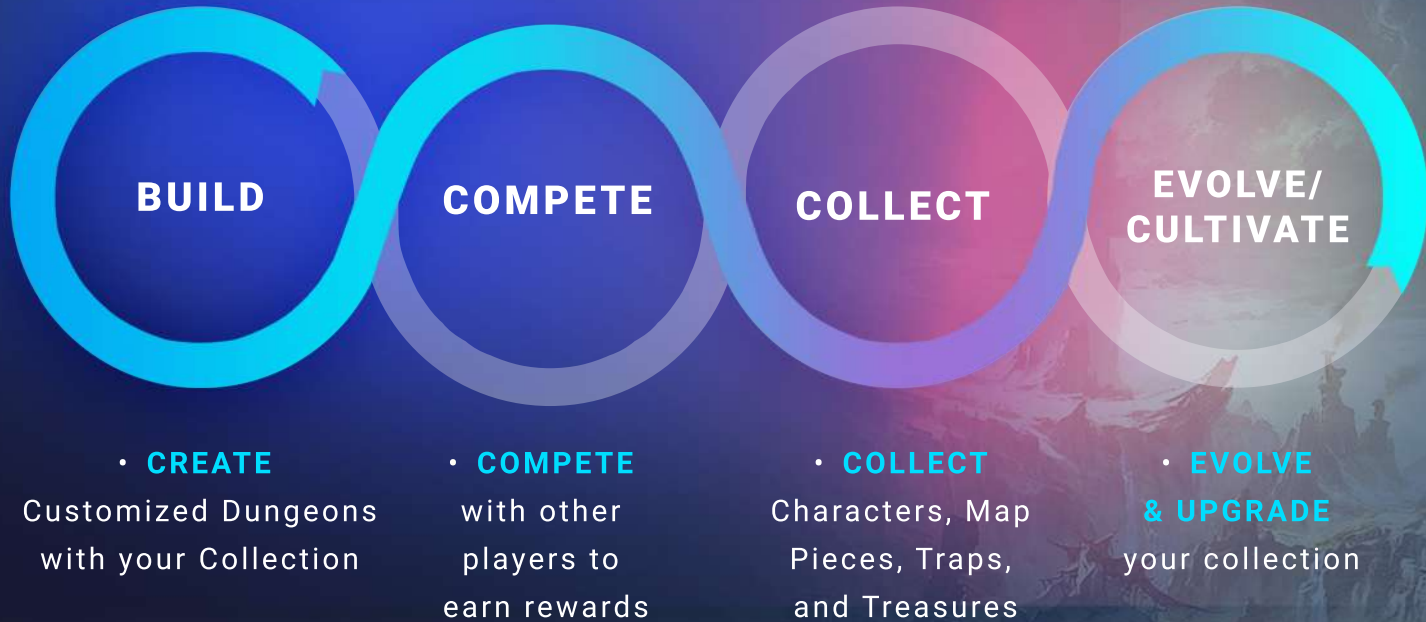 BUILD
COMPETE
COLLECT
EVOLVE/
CULTIVATE
• CREATE
Customized Dungeons
with your Collection
• COMPETE
with other
players to
earn rewards
• COLLECT
Characters, Map
Pieces, Traps,
and Treasures
• EVOLVE
& UPGRADE
your collection